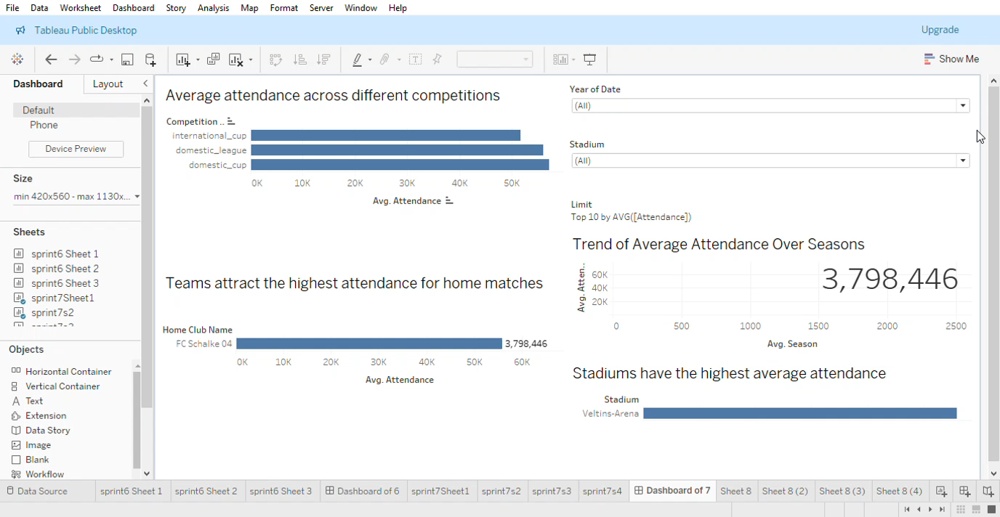 File Data Worksheet Dashboard Story Analysis Map Format Server Window Help
Tableau Public Desktop
Upgrade
Show Me
Dashboard Layout
Default
Phone
Device Preview
Size
min 420x560 - max 1130x...
Sheets
sprint6 Sheet 1
sprint6 Sheet 2
sprint6 Sheet 3
sprint7Sheet1
sprint7s2
Objects
Horizontal Container
Vertical Container
Text
Extension
Data Story
Image
Blank
Workflow
Average attendance across different competitions
Competition ..
international_cup
domestic_league
domestic_cup
0K 10K 20K 30K 40K 50K
Avg. Attendance
Teams attract the highest attendance for home matches
Home Club Name
FC Schalke 04 3,798,446
0K 10K 20K 30K 40K 50K 60K
Avg. Attendance
Year of Date
(All)
Stadium
(All)
Limit
Top 10 by AVG([Attendance])
Trend of Average Attendance Over Seasons
Avg. Atten..
60K
40K
20K
3,798,446
0 500 1000 1500 2000 2500
Avg. Season
Stadiums have the highest average attendance
Stadium
Veltins-Arena
Data Source sprint6 Sheet 1 sprint6 Sheet 2 sprint6 Sheet 3 Dashboard of 6 sprint7Sheet1 sprint7s2 sprint7s3 sprint7s4 Dashboard of 7 Sheet 8 Sheet 8 (2) Sheet 8 (3) Sheet 8 (4)